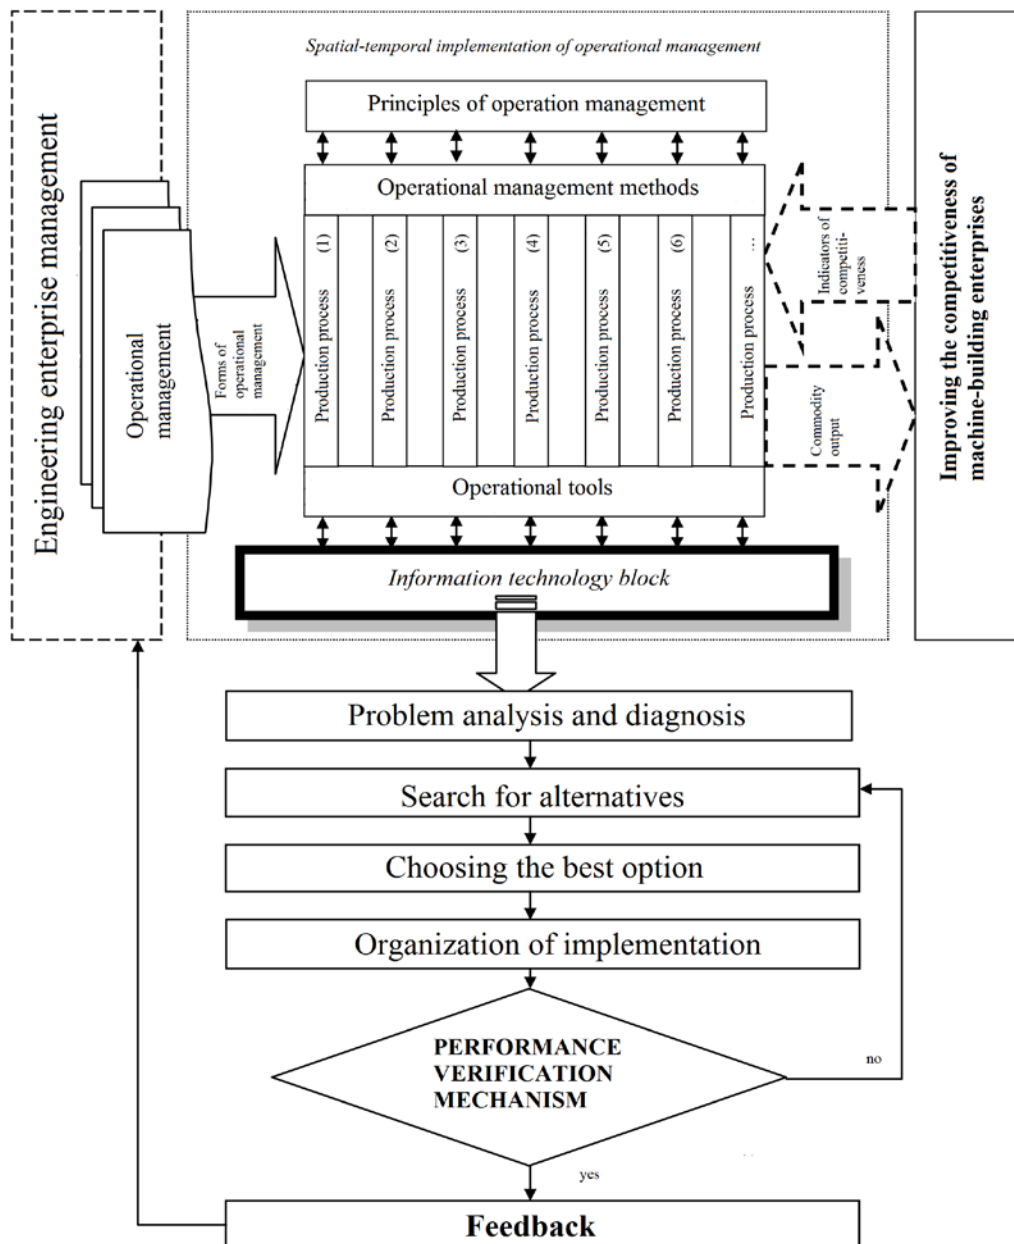 Engineering enterprise management
Operational
management
Forms of
operational
management
Spatial-temporal implementation of operational management
Principles of operation management
Operational management methods
Production process (1)
Production process (2)
Production process (3)
Production process (4)
Production process (5)
Production process (6)
Production process ...
Operational tools
Information technology block
Indicators of
competiti-
veness
Commodity
output
Improving the competitiveness of
machine-building enterprises
Problem analysis and diagnosis
Search for alternatives
Choosing the best option
Organization of implementation
PERFORMANCE
VERIFICATION
MECHANISM
no
yes
Feedback